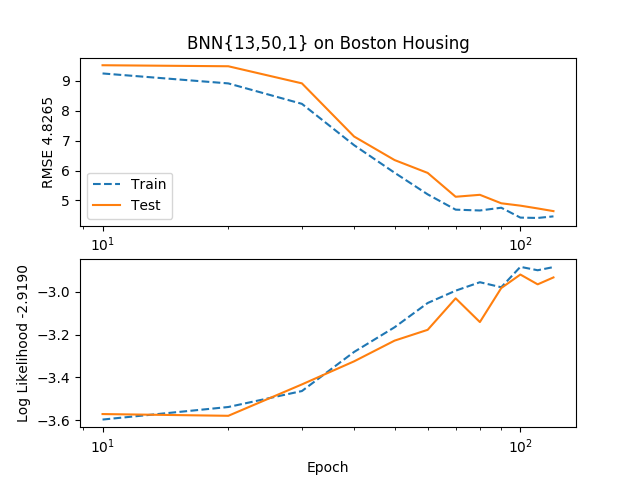 BNN{13,50,1} on Boston Housing
RMSE 4.8265
9
8
7
6
5
Train
Test
10¹
10²
Log Likelihood -2.9190
−3.0
−3.2
−3.4
−3.6
10¹
10²
Epoch